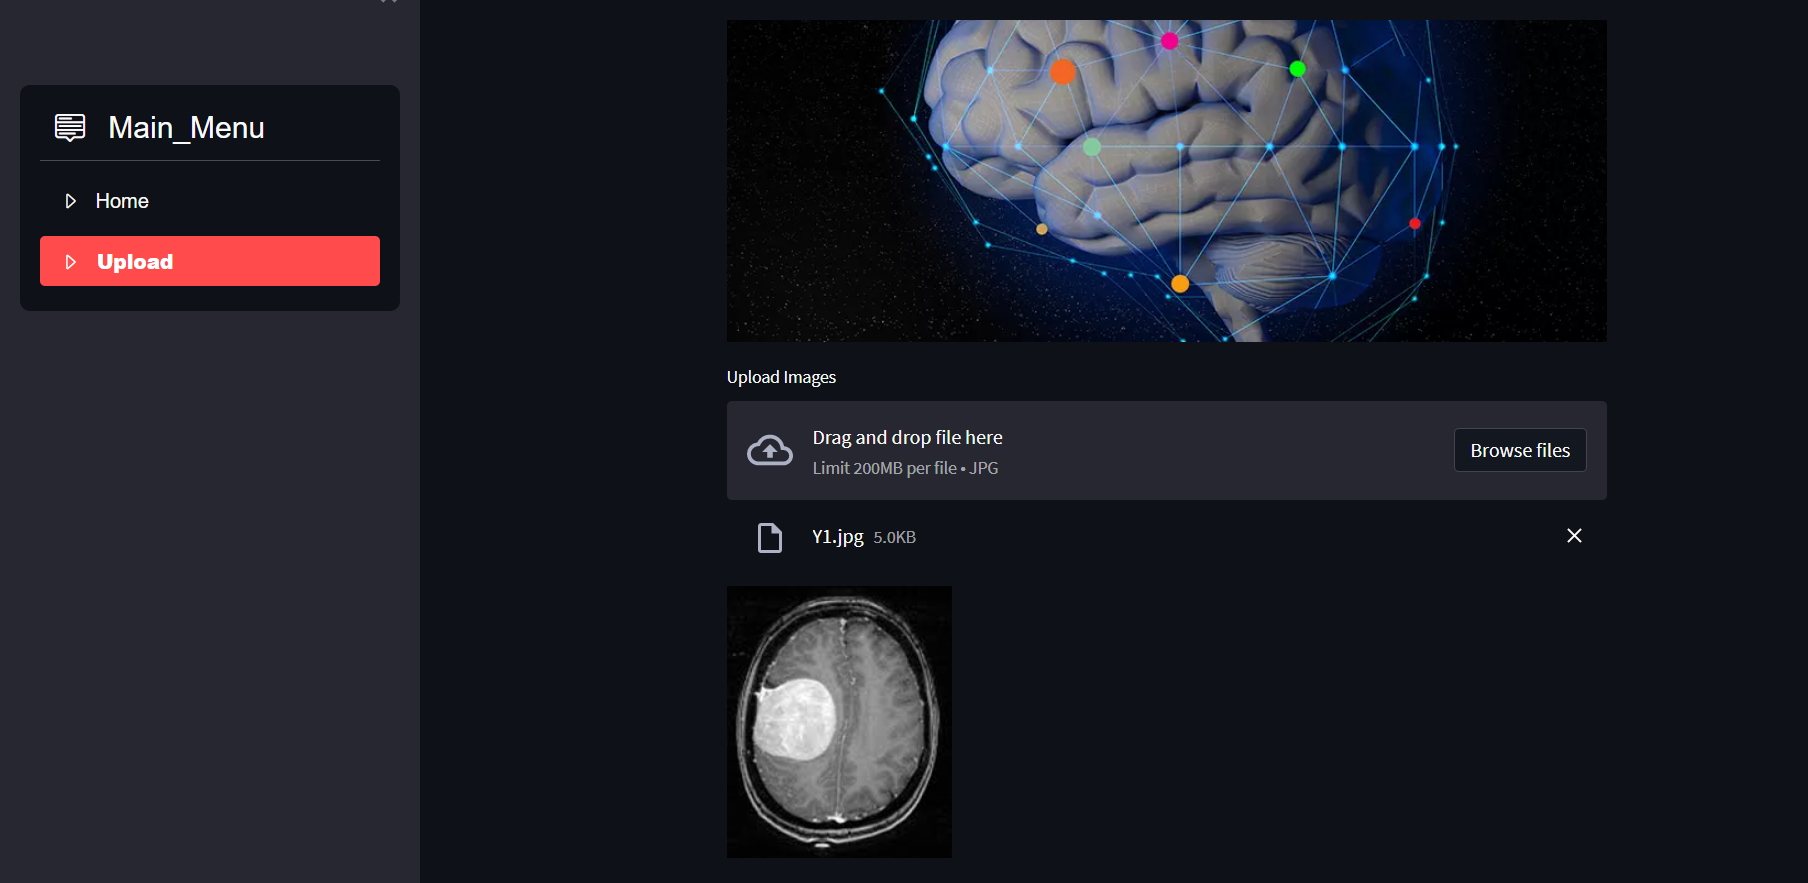 Main_Menu
Home
Upload
Upload Images
Drag and drop file here
Limit 200MB per file • JPG
Browse files
Y1.jpg 5.0KB